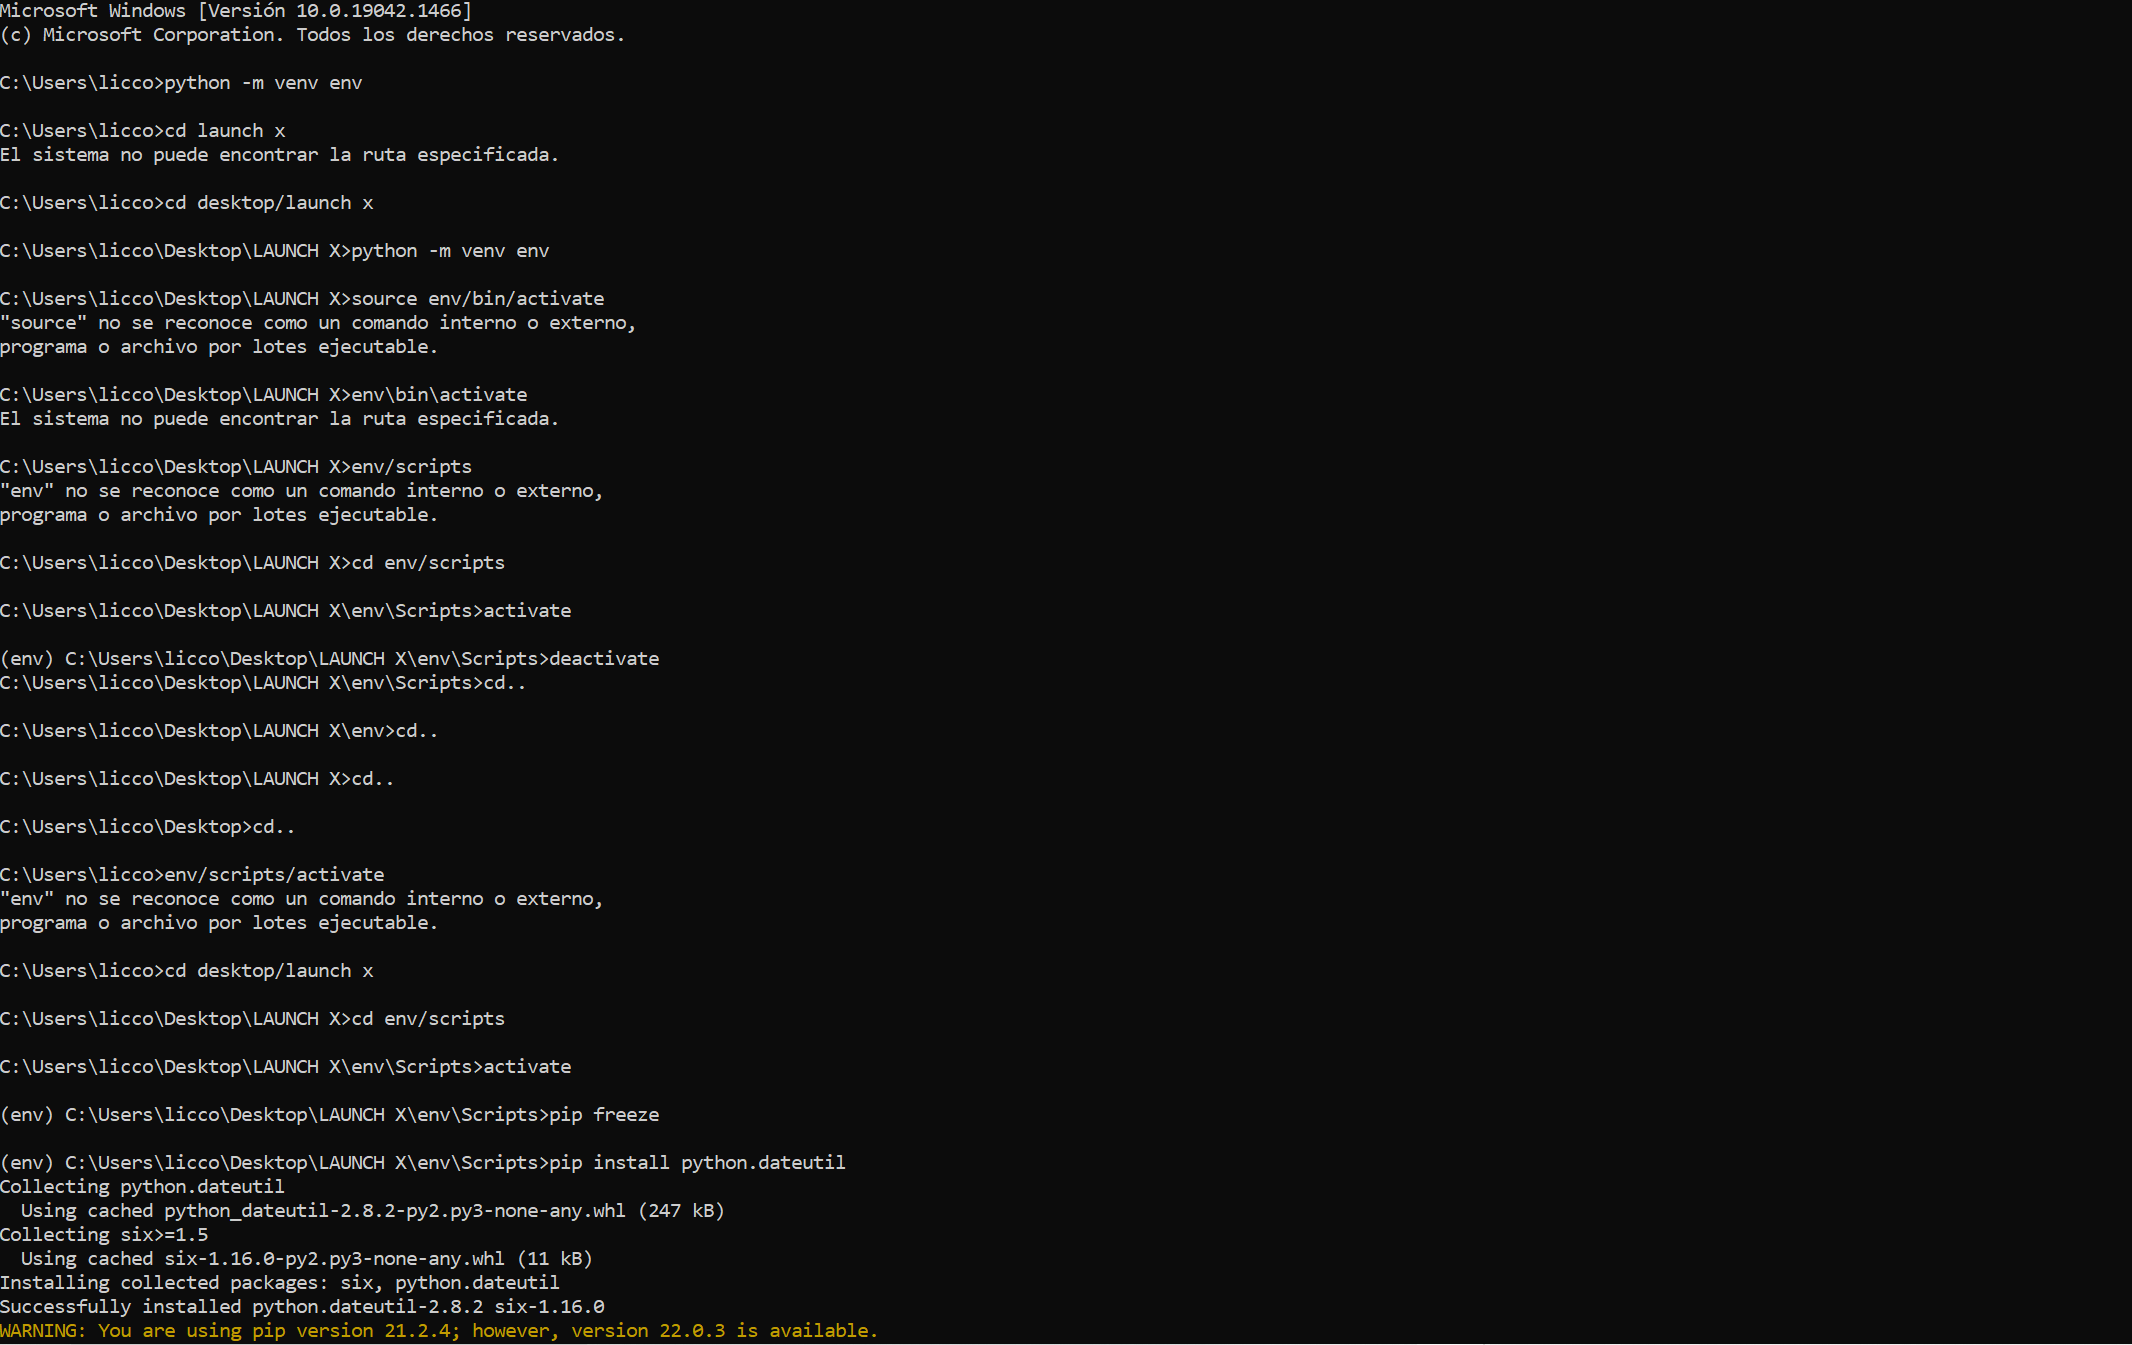 Microsoft Windows [Versión 10.0.19042.1466]
(c) Microsoft Corporation. Todos los derechos reservados.
C:\Users\licco>python -m venv env
C:\Users\licco>cd launch x
El sistema no puede encontrar la ruta especificada.
C:\Users\licco>cd desktop/launch x
C:\Users\licco\Desktop\LAUNCH X>python -m venv env
C:\Users\licco\Desktop\LAUNCH X>source env/bin/activate
"source" no se reconoce como un comando interno o externo,
programa o archivo por lotes ejecutable.
C:\Users\licco\Desktop\LAUNCH X>env\bin\activate
El sistema no puede encontrar la ruta especificada.
C:\Users\licco\Desktop\LAUNCH X>env/scripts
"env" no se reconoce como un comando interno o externo,
programa o archivo por lotes ejecutable.
C:\Users\licco\Desktop\LAUNCH X>cd env/scripts
C:\Users\licco\Desktop\LAUNCH X\env\Scripts>activate
(env) C:\Users\licco\Desktop\LAUNCH X\env\Scripts>deactivate
C:\Users\licco\Desktop\LAUNCH X\env\Scripts>cd..
C:\Users\licco\Desktop\LAUNCH X\env>cd..
C:\Users\licco\Desktop\LAUNCH X>cd..
C:\Users\licco\Desktop>cd..
C:\Users\licco>env/scripts/activate
"env" no se reconoce como un comando interno o externo,
programa o archivo por lotes ejecutable.
C:\Users\licco>cd desktop/launch x
C:\Users\licco\Desktop\LAUNCH X>cd env/scripts
C:\Users\licco\Desktop\LAUNCH X\env\Scripts>activate
(env) C:\Users\licco\Desktop\LAUNCH X\env\Scripts>pip freeze
(env) C:\Users\licco\Desktop\LAUNCH X\env\Scripts>pip install python.dateutil
Collecting python.dateutil
  Using cached python_dateutil-2.8.2-py2.py3-none-any.whl (247 kB)
Collecting six>=1.5
  Using cached six-1.16.0-py2.py3-none-any.whl (11 kB)
Installing collected packages: six, python.dateutil
Successfully installed python.dateutil-2.8.2 six-1.16.0
WARNING: You are using pip version 21.2.4; however, version 22.0.3 is available.